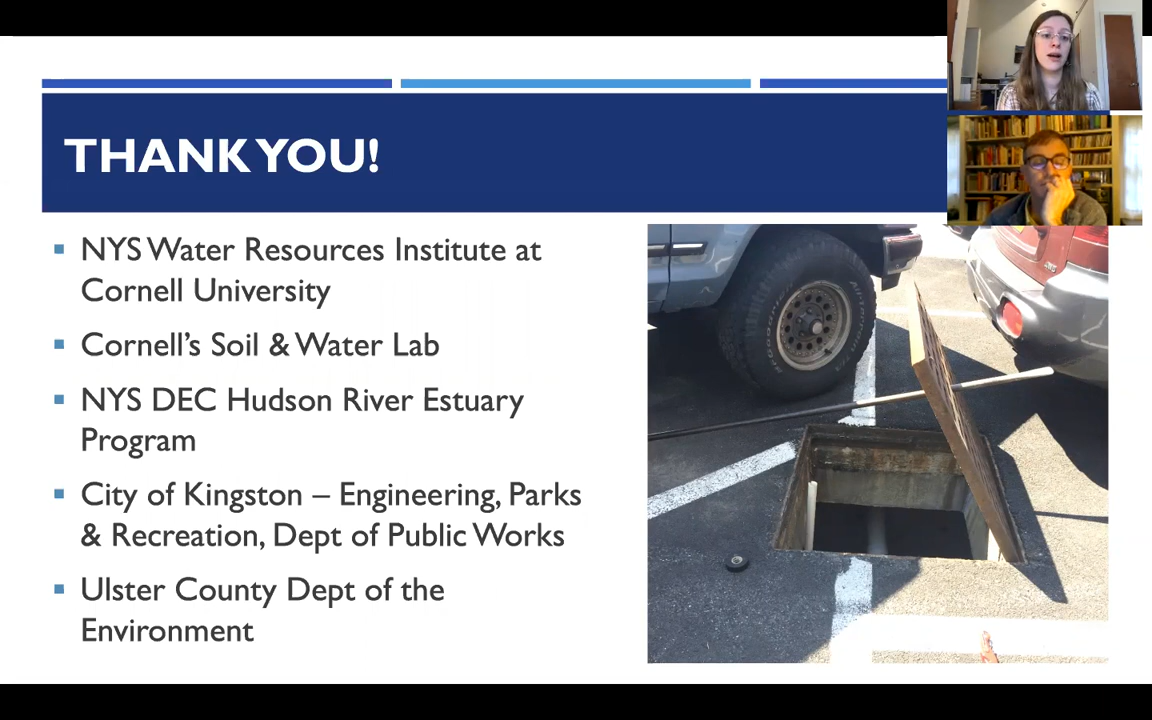 THANK YOU!
NYS Water Resources Institute at
Cornell University
Cornell's Soil & Water Lab
NYS DEC Hudson River Estuary
Program
City of Kingston – Engineering, Parks
& Recreation, Dept of Public Works
Ulster County Dept of the
Environment